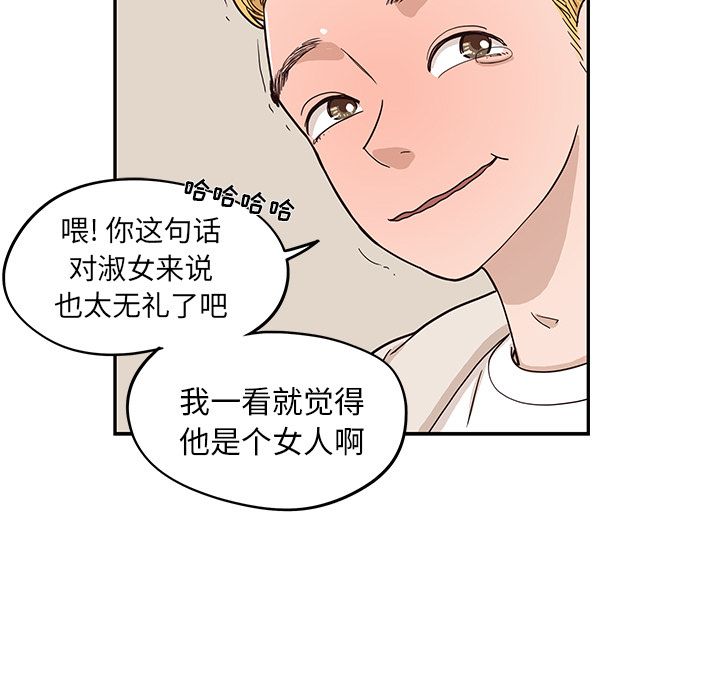 哈哈哈哈
喂! 你这句话
对淑女来说
也太无礼了吧
我一看就觉得
他是个女人啊